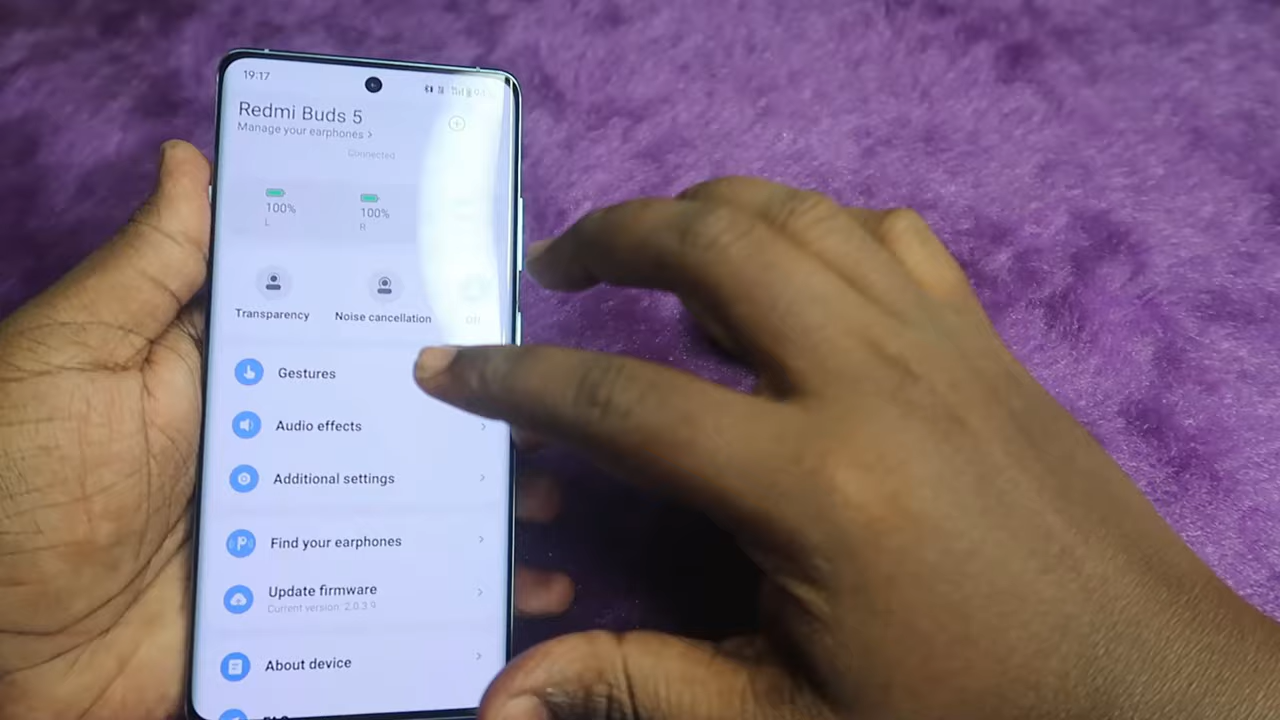 19:17
Redmi Buds 5
Manage your earphones >
Connected
100% 100%
L R
Transparency Noise cancellation Off
Gestures
Audio effects >
Additional settings >
Find your earphones >
Update firmware >
Current version: 2.0.3.9
About device >